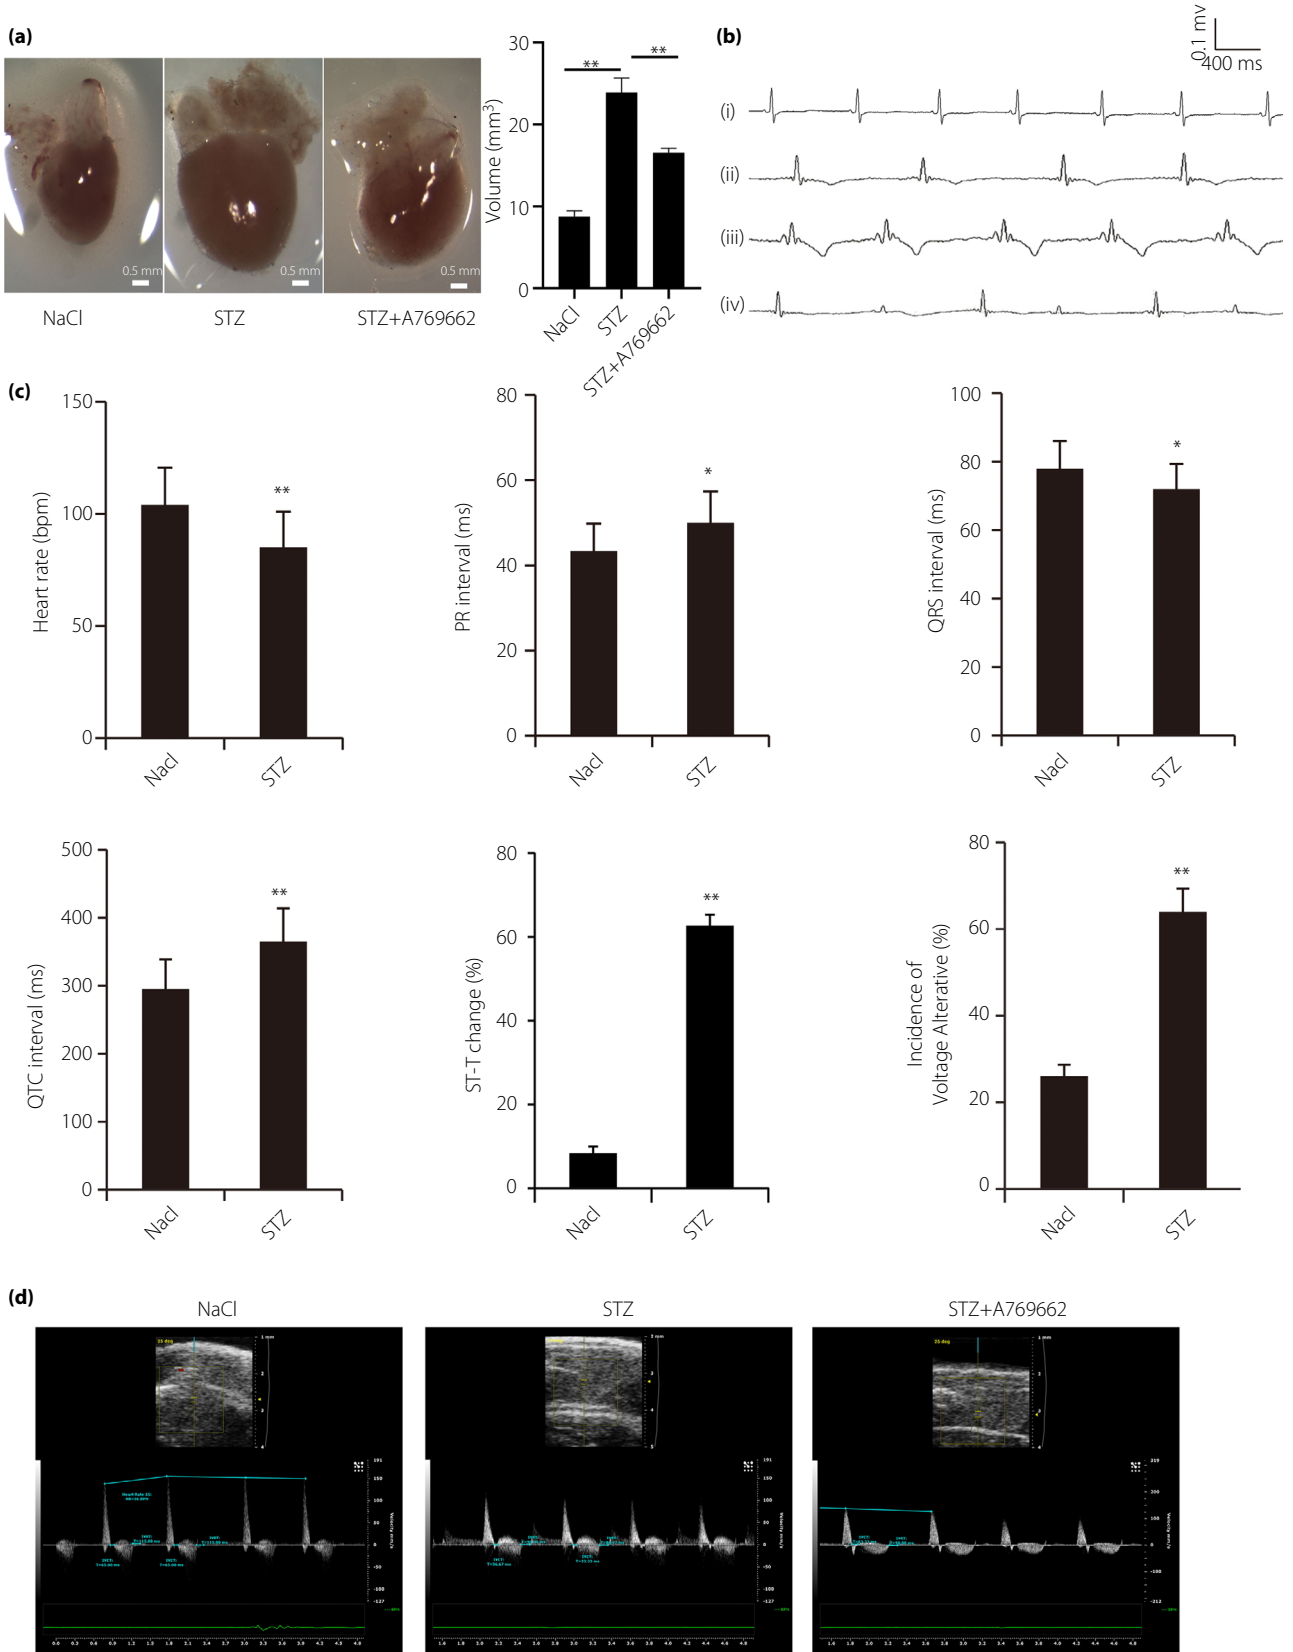 (a)
0.5 mm
0.5 mm
0.5 mm
NaCl
STZ
STZ+A769662
30
20
10
0
Volume (mm³)
**
**
NaCl
STZ
STZ+A769662
(b)
0.1 mv
400 ms
(i)
(ii)
(iii)
(iv)
(c)
150
100
50
0
Heart rate (bpm)
**
Nacl
STZ
80
60
40
20
0
PR interval (ms)
*
Nacl
STZ
100
80
60
40
20
0
QRS interval (ms)
*
Nacl
STZ
500
400
300
200
100
0
QTC interval (ms)
**
Nacl
STZ
80
60
40
20
0
ST-T change (%)
**
Nacl
STZ
80
60
40
20
0
Incidence of
Voltage Alterative (%)
**
Nacl
STZ
(d)
NaCl
STZ
STZ+A769662